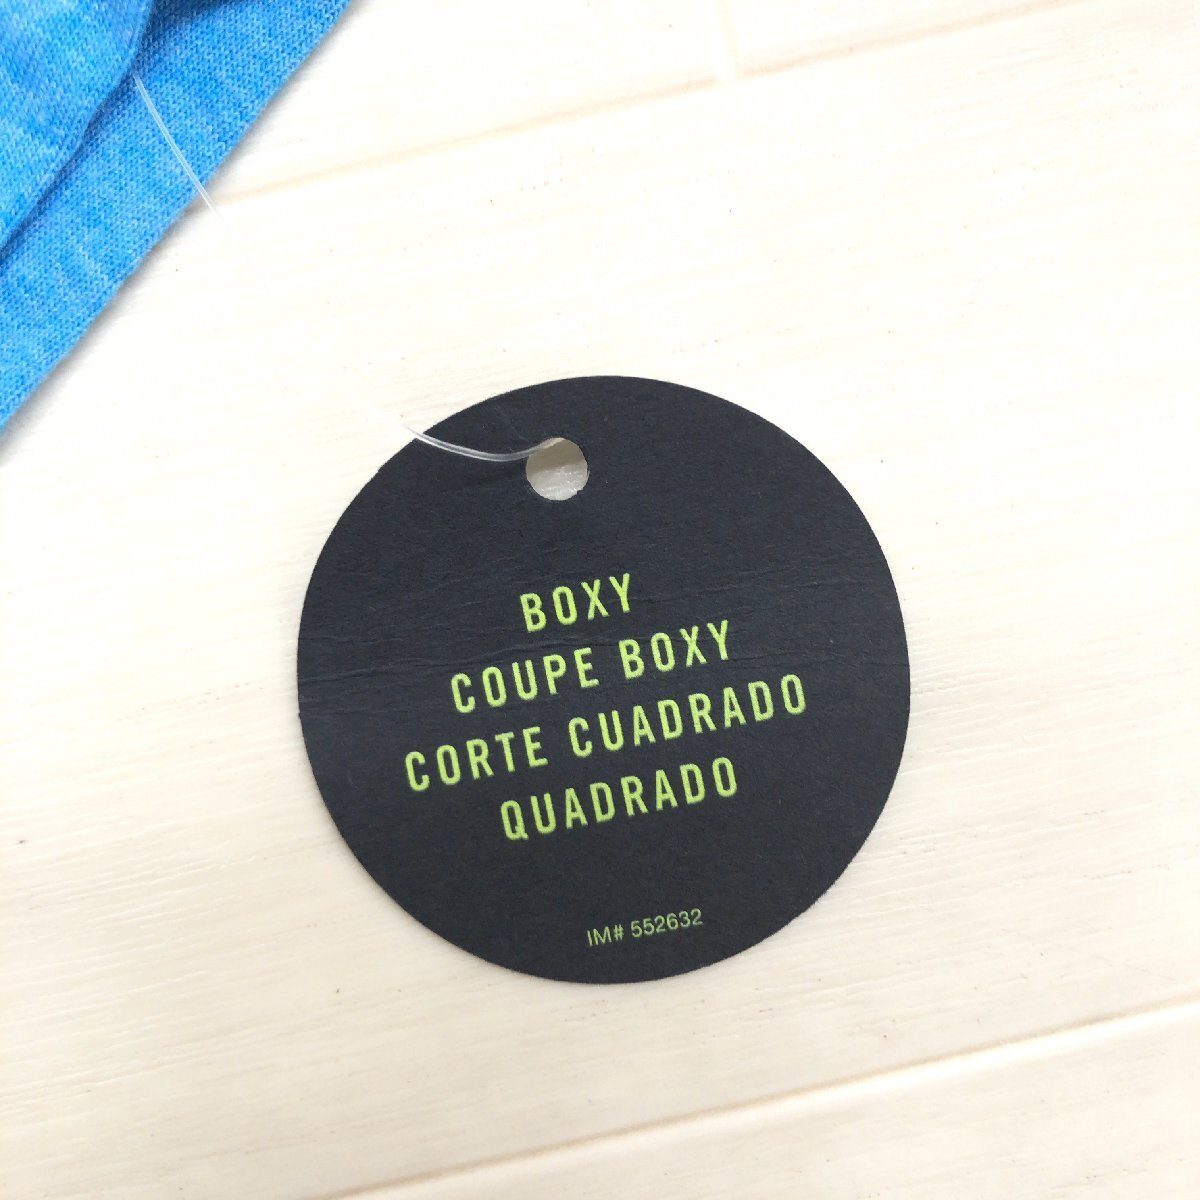 BOXY
COUPE BOXY
CORTE CUADRADO
QUADRADO
IM# 552632